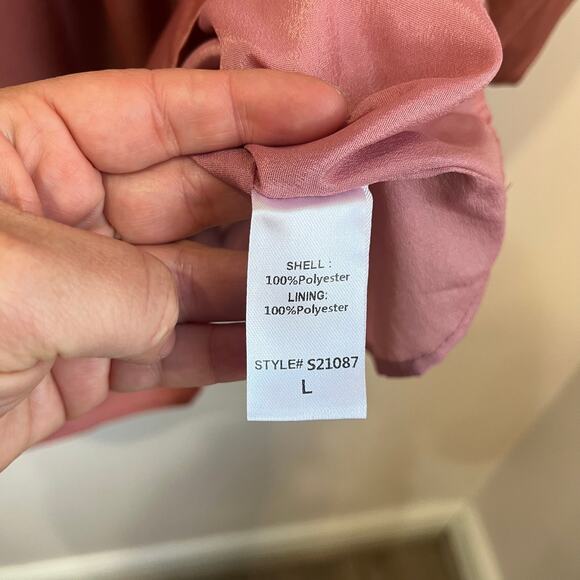 SHELL :
100%Polyester
LINING:
100%Polyester
STYLE# S21087
L